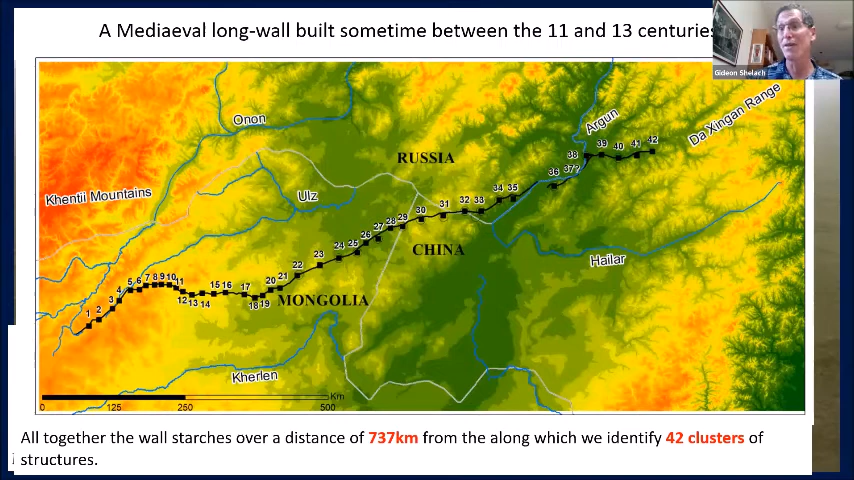 A Mediaeval long-wall built sometime between the 11 and 13 centuries
Gideon Shelach
Onon
Argun
Da Xingan Range
RUSSIA
Khentii Mountains
Ulz
CHINA
Hailar
MONGOLIA
Kherlen
1 2 3 4 5 6 7 8 9 10 11 12 13 14 15 16 17 18 19 20 21 22 23 24 25 26 27 28 29 30 31 32 33 34 35 36 37? 38 39 40 41 42
Km
0 125 250 500
All together the wall starches over a distance of 737km from the along which we identify 42 clusters of
structures.